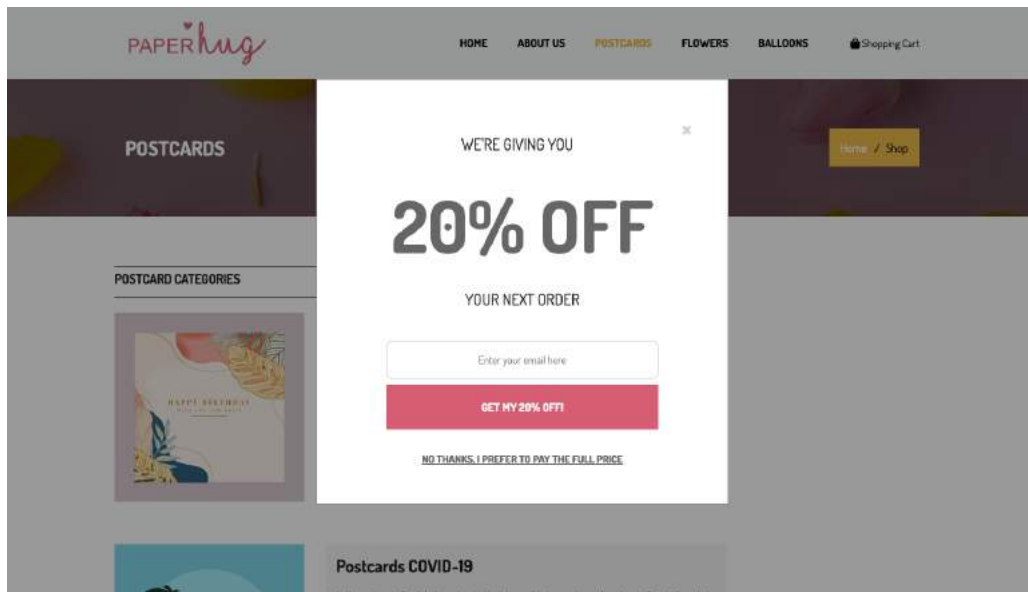 PAPER hug
HOME ABOUT US POSTCARDS FLOWERS BALLOONS Shopping Cart
POSTCARDS
Home / Shop
×
WE'RE GIVING YOU
20% OFF
YOUR NEXT ORDER
Enter your email here
GET MY 20% OFF!
NO THANKS, I PREFER TO PAY THE FULL PRICE
POSTCARD CATEGORIES
HAPPY BIRTHDAY
Postcards COVID-19